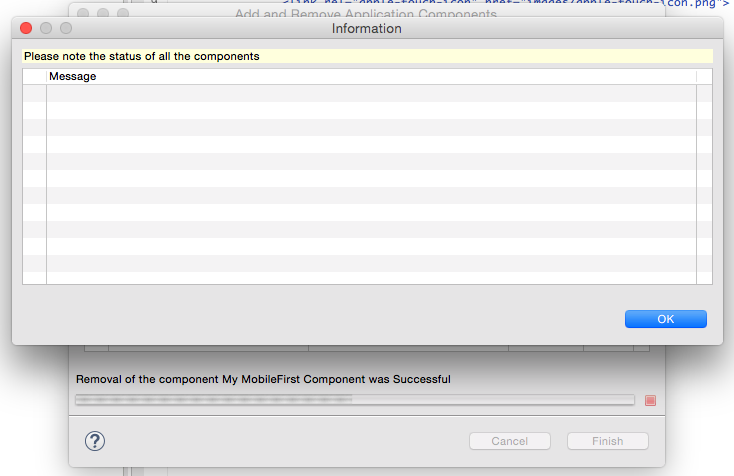 9 <link rel="apple-touch-icon" href="images/apple-touch-icon.png">
Add and Remove Application Components
Information
Please note the status of all the components
Message
OK
Removal of the component My MobileFirst Component was Successful
?
Cancel
Finish